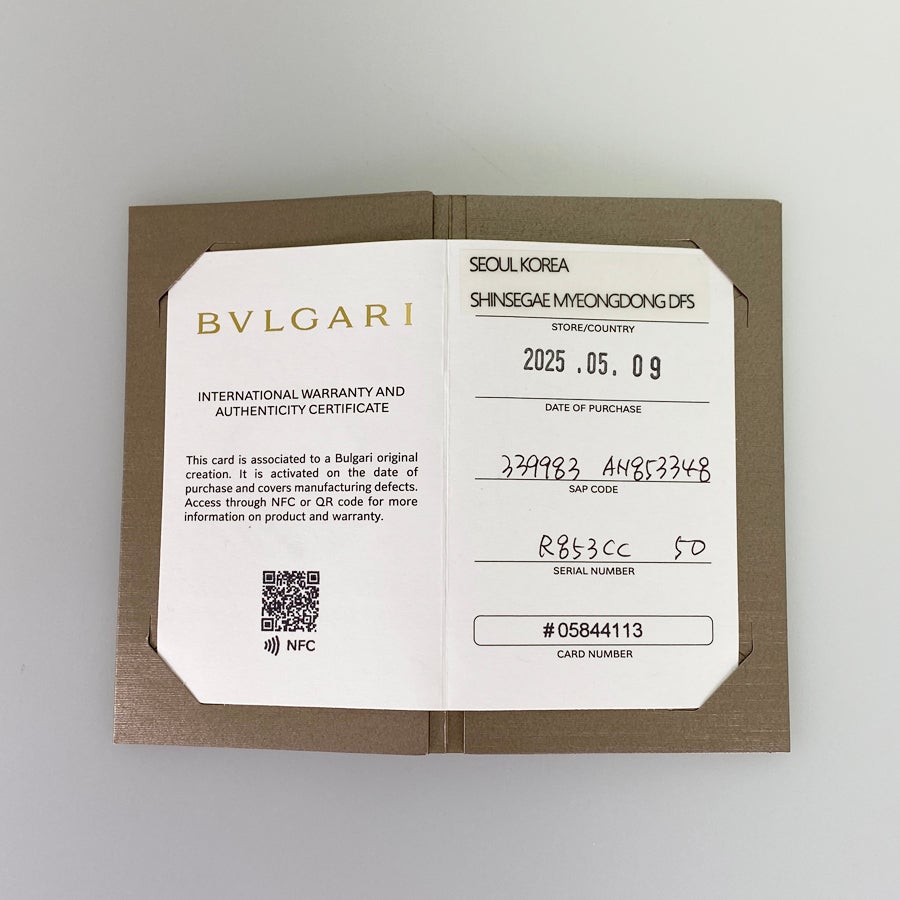 BVLGARI
INTERNATIONAL WARRANTY AND
AUTHENTICITY CERTIFICATE
This card is associated to a Bulgari original
creation. It is activated on the date of
purchase and covers manufacturing defects.
Access through NFC or QR code for more
information on product and warranty.
NFC
SEOUL KOREA
SHINSEGAE MYEONGDONG DFS
STORE/COUNTRY
2025 .05. 09
DATE OF PURCHASE
339983 AN853348
SAP CODE
R853CC 50
SERIAL NUMBER
#05844113
CARD NUMBER